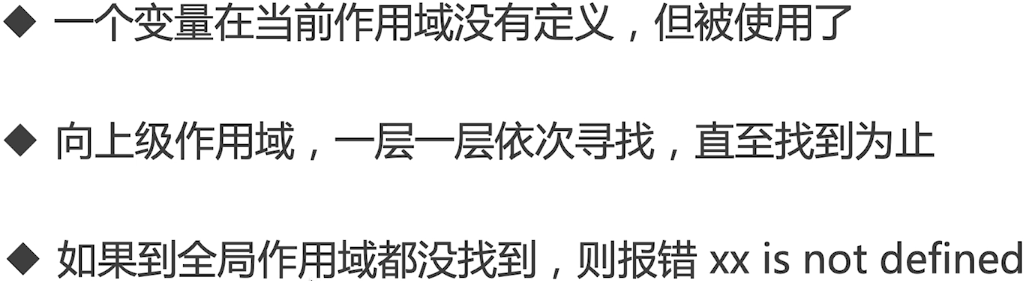 ◆ 一个变量在当前作用域没有定义，但被使用了
◆ 向上级作用域，一层一层依次寻找，直至找到为止
◆ 如果到全局作用域都没找到，则报错 xx is not defined